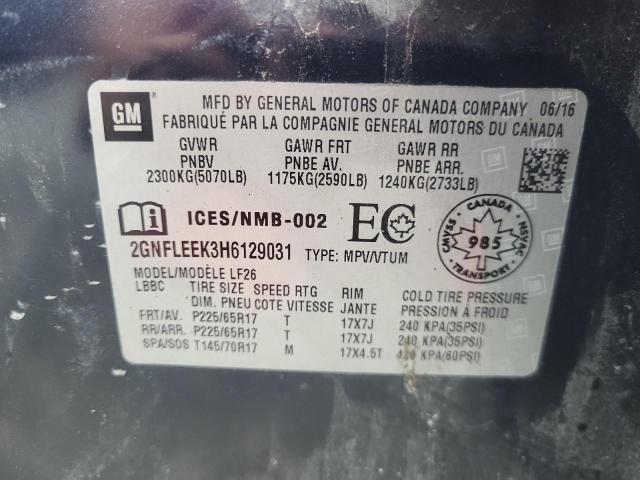 GM
MFD BY GENERAL MOTORS OF CANADA COMPANY 06/16
FABRIQUÉ PAR LA COMPAGNIE GENERAL MOTORS DU CANADA
GVWR GAWR FRT GAWR RR
PNBV PNBE AV. PNBE ARR.
2300KG(5070LB) 1175KG(2590LB) 1240KG(2733LB)
ICES/NMB-002 EC
CANADA
CMVSS 985 NSVAC
TRANSPORT
2GNFLEEK3H6129031 TYPE: MPV/VTUM
MODEL/MODÈLE LF26
LBBC TIRE SIZE SPEED RTG RIM COLD TIRE PRESSURE
DIM. PNEU COTE VITESSE JANTE PRESSION À FROID
FRT/AV. P225/65R17 T 17X7J 240 KPA(35PSI)
RR/ARR. P225/65R17 T 17X7J 240 KPA(35PSI)
SPA/SOS T145/70R17 M 17X4.5T 420 KPA(60PSI)